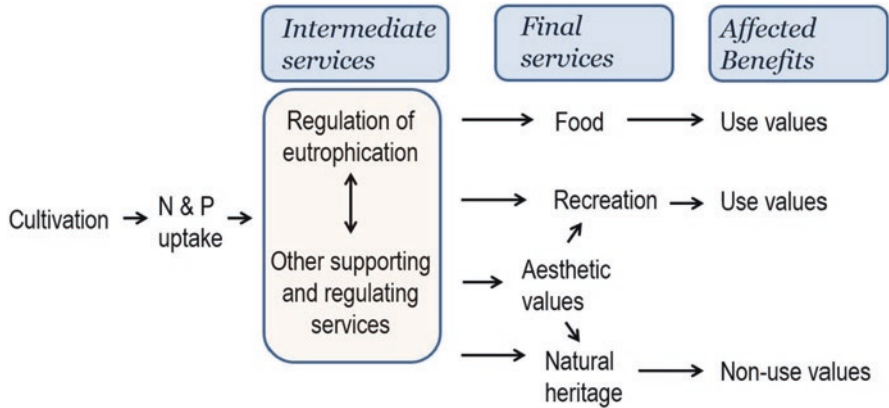 Intermediate
services
Final
services
Affected
Benefits
Regulation of
eutrophication
Food
Use values
Cultivation
N & P
uptake
Recreation
Use values
Other supporting
and regulating
services
Aesthetic
values
Natural
heritage
Non-use values